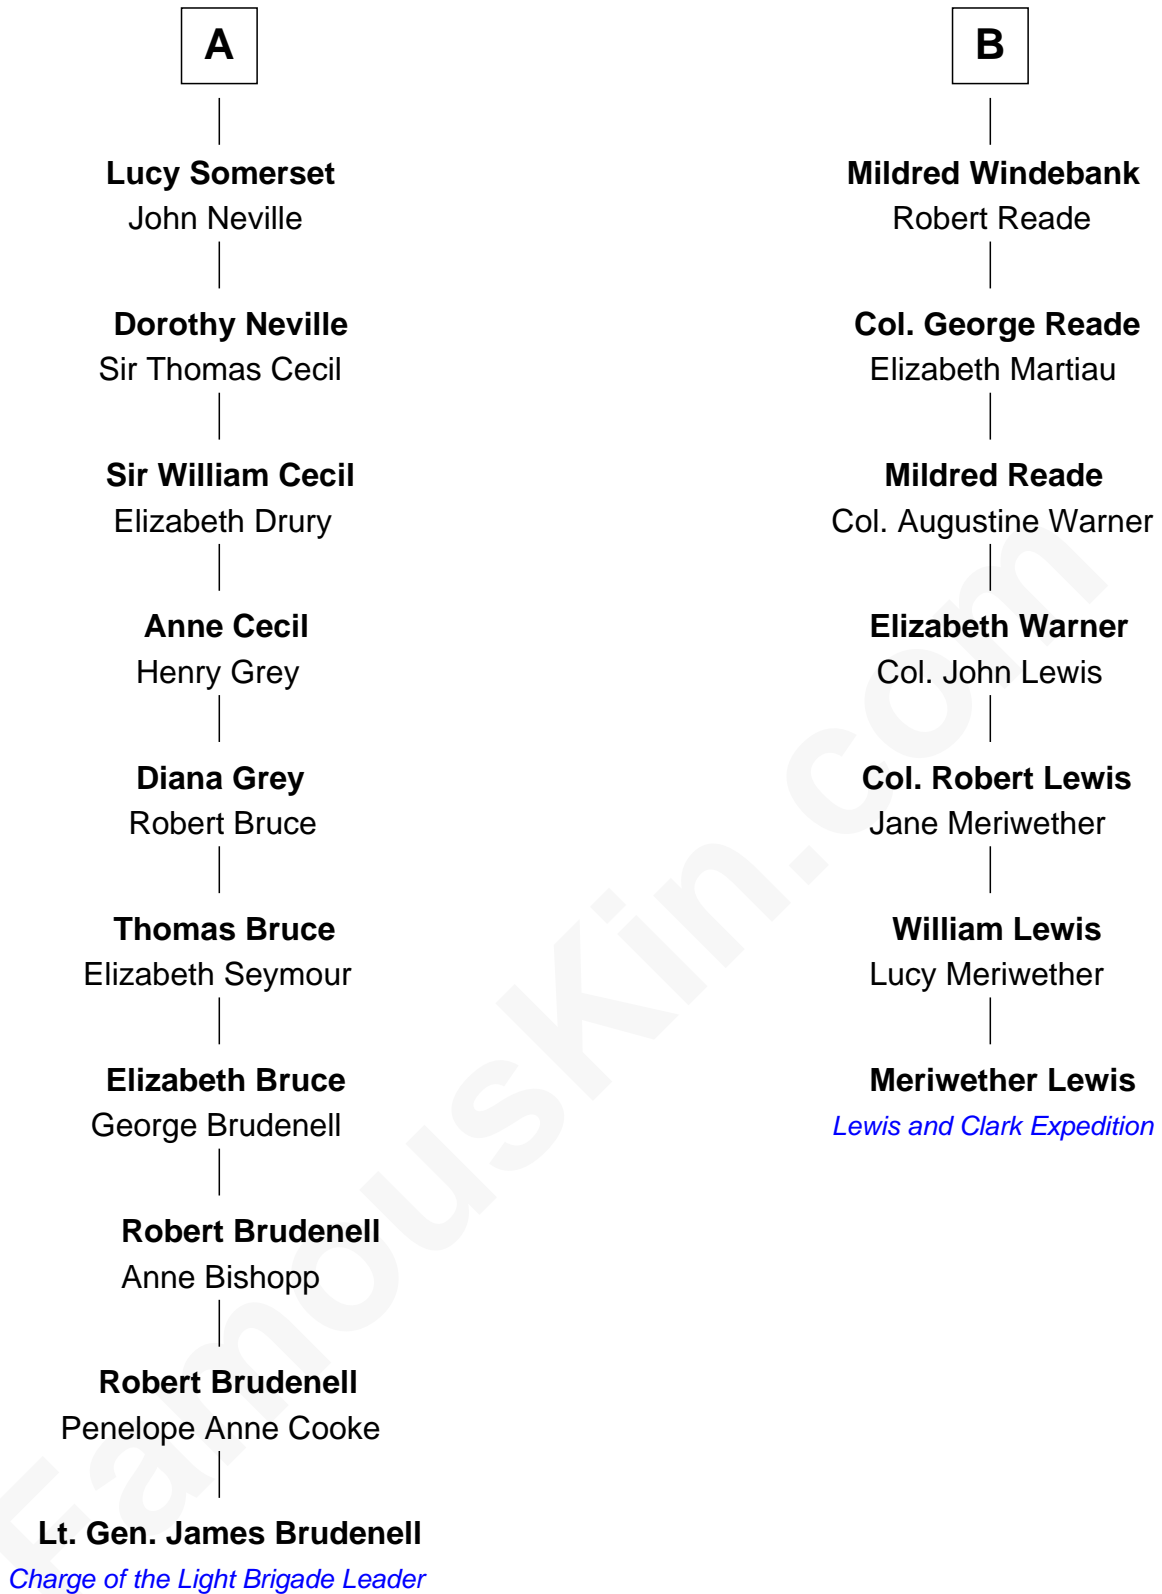 A
Lucy Somerset
John Neville
Dorothy Neville
Sir Thomas Cecil
Sir William Cecil
Elizabeth Drury
Anne Cecil
Henry Grey
Diana Grey
Robert Bruce
Thomas Bruce
Elizabeth Seymour
Elizabeth Bruce
George Brudenell
Robert Brudenell
Anne Bishopp
Robert Brudenell
Penelope Anne Cooke
Lt. Gen. James Brudenell
Charge of the Light Brigade Leader
B
Mildred Windebank
Robert Reade
Col. George Reade
Elizabeth Martiau
Mildred Reade
Col. Augustine Warner
Elizabeth Warner
Col. John Lewis
Col. Robert Lewis
Jane Meriwether
William Lewis
Lucy Meriwether
Meriwether Lewis
Lewis and Clark Expedition
FamousKin.com